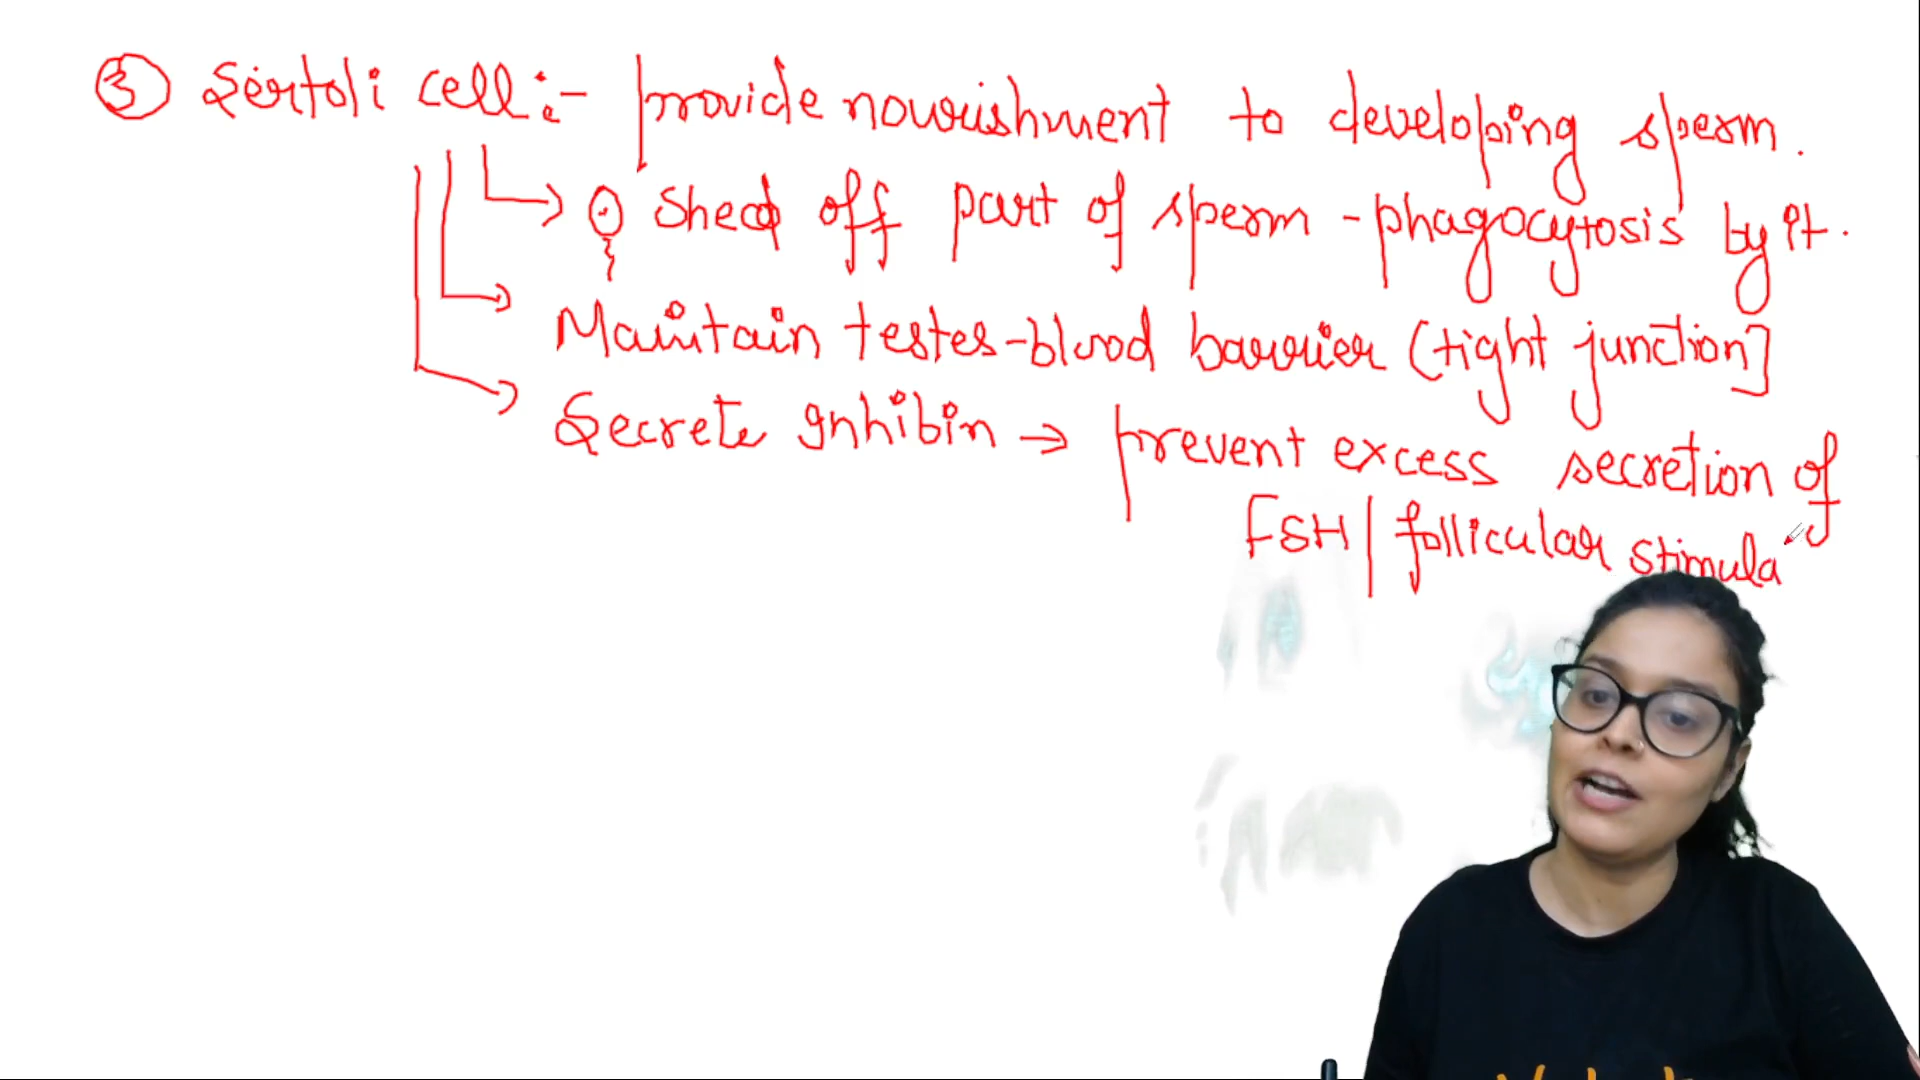 3 Sertoli cell:- provide nourishment to developing sperm.
shed off part of sperm - phagocytosis by it.
Maintain testes-blood barrier (tight junction]
Secrete Inhibin → prevent excess secretion of
FSH | follicular stimula